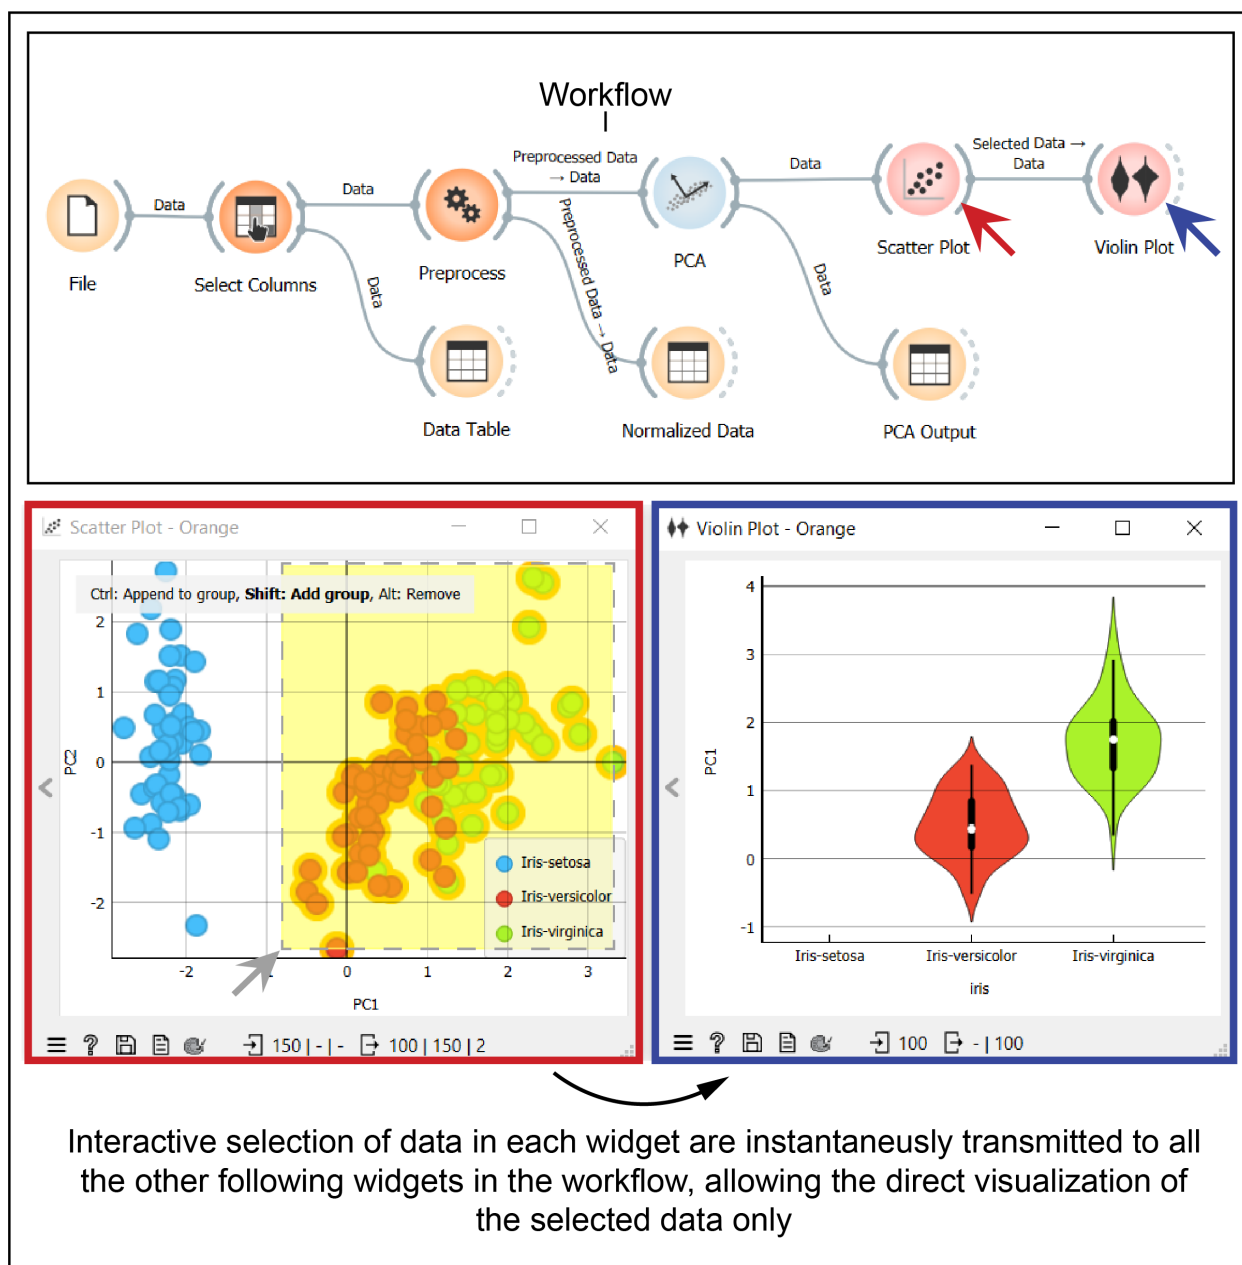 Workflow
Preprocessed Data
→ Data
Selected Data →
Data
Data
Data
Data
Preprocessed Data → Data
Data
Data
File
Select Columns
Preprocess
PCA
Scatter Plot
Violin Plot
Data Table
Normalized Data
PCA Output
Scatter Plot - Orange
Ctrl: Append to group, Shift: Add group, Alt: Remove
PC2
2
1
0
-1
-2
Iris-setosa
Iris-versicolor
Iris-virginica
-2
0
1
2
3
PC1
150 | - | -
100 | 150 | 2
Violin Plot - Orange
PC1
4
3
2
1
0
-1
Iris-setosa
Iris-versicolor
Iris-virginica
iris
100
- | 100
Interactive selection of data in each widget are instantaneusly transmitted to all
the other following widgets in the workflow, allowing the direct visualization of
the selected data only